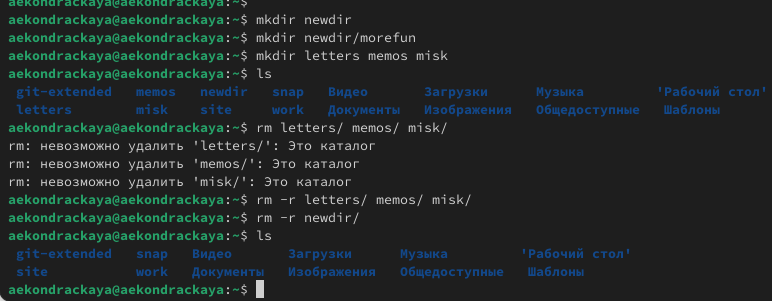 aekondrackaya@aekondrackaya:~$
aekondrackaya@aekondrackaya:~$ mkdir newdir
aekondrackaya@aekondrackaya:~$ mkdir newdir/morefun
aekondrackaya@aekondrackaya:~$ mkdir letters memos misk
aekondrackaya@aekondrackaya:~$ ls
git-extended memos newdir snap Видео Загрузки Музыка 'Рабочий стол'
letters misk site work Документы Изображения Общедоступные Шаблоны
aekondrackaya@aekondrackaya:~$ rm letters/ memos/ misk/
rm: невозможно удалить 'letters/': Это каталог
rm: невозможно удалить 'memos/': Это каталог
rm: невозможно удалить 'misk/': Это каталог
aekondrackaya@aekondrackaya:~$ rm -r letters/ memos/ misk/
aekondrackaya@aekondrackaya:~$ rm -r newdir/
aekondrackaya@aekondrackaya:~$ ls
git-extended snap Видео Загрузки Музыка 'Рабочий стол'
site work Документы Изображения Общедоступные Шаблоны
aekondrackaya@aekondrackaya:~$